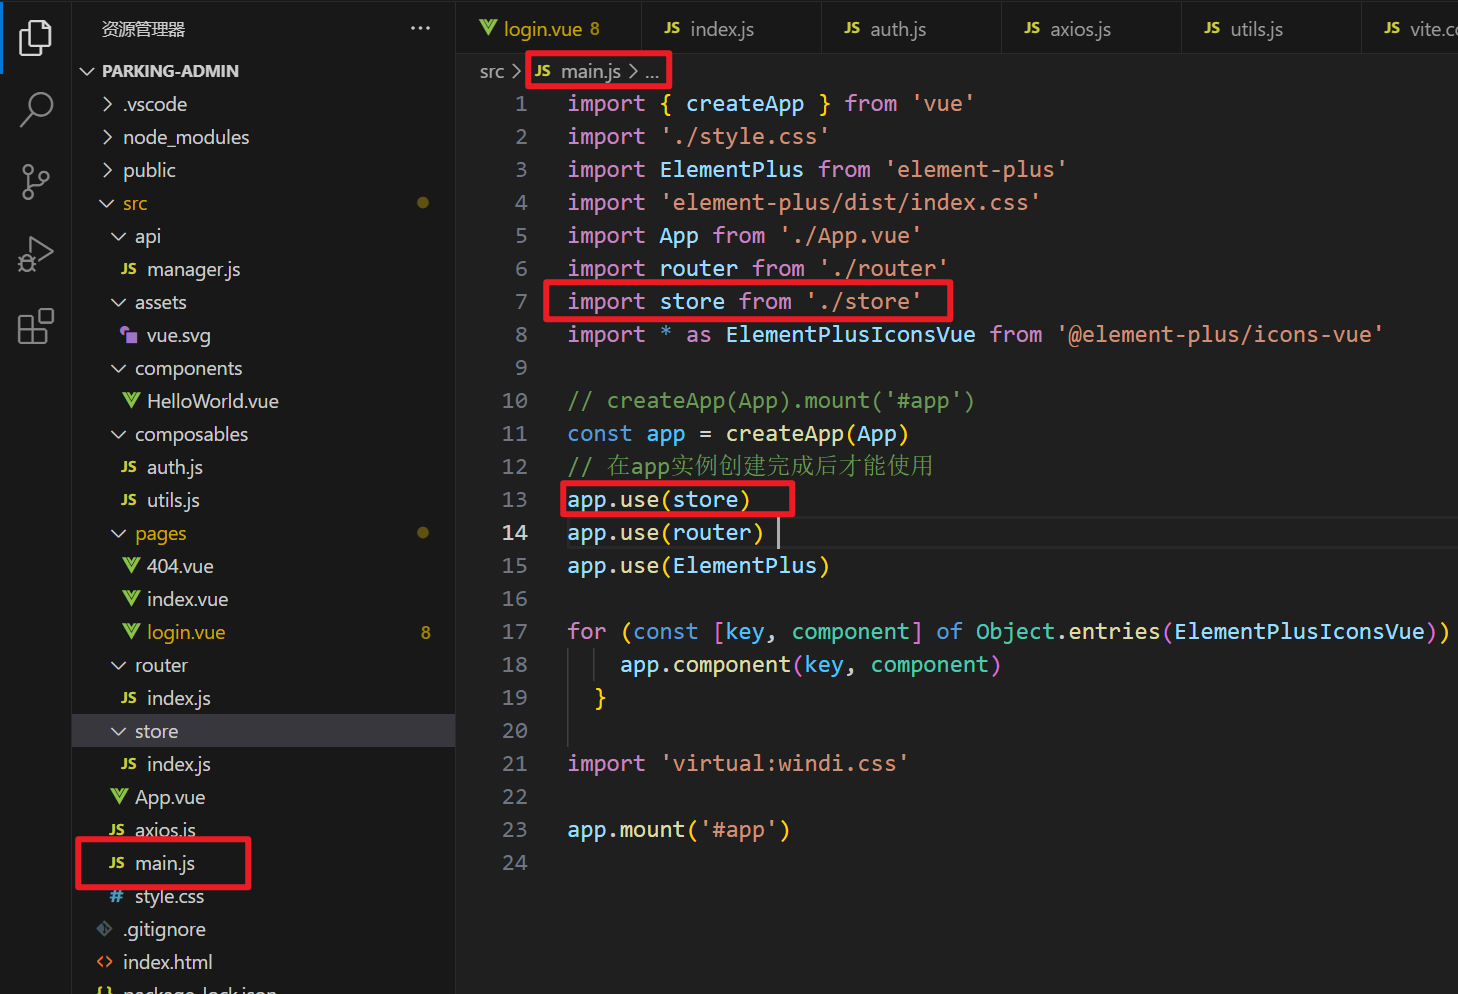 资源管理器
PARKING-ADMIN
.vscode
node_modules
public
src
api
JS manager.js
assets
vue.svg
components
HelloWorld.vue
composables
JS auth.js
JS utils.js
pages
404.vue
index.vue
login.vue 8
router
JS index.js
store
JS index.js
App.vue
JS axios.js
JS main.js
# style.css
.gitignore
<> index.html
{} package-lock.json
login.vue 8
JS index.js
JS auth.js
JS axios.js
JS utils.js
JS vite.co
src > JS main.js > ...
1 import { createApp } from 'vue'
2 import './style.css'
3 import ElementPlus from 'element-plus'
4 import 'element-plus/dist/index.css'
5 import App from './App.vue'
6 import router from './router'
7 import store from './store'
8 import * as ElementPlusIconsVue from '@element-plus/icons-vue'
9
10 // createApp(App).mount('#app')
11 const app = createApp(App)
12 // 在app实例创建完成后才能使用
13 app.use(store)
14 app.use(router)
15 app.use(ElementPlus)
16
17 for (const [key, component] of Object.entries(ElementPlusIconsVue))
18 app.component(key, component)
19 }
20
21 import 'virtual:windi.css'
22
23 app.mount('#app')
24